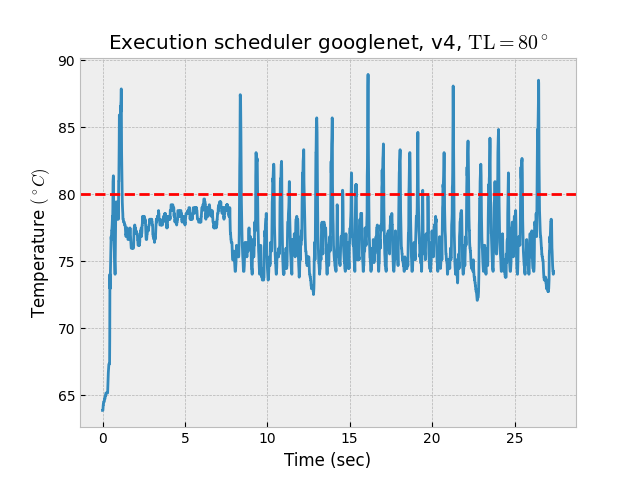 Execution scheduler googlenet, v4, TL = 80°
Temperature (°C)
90
85
80
75
70
65
0 5 10 15 20 25
Time (sec)